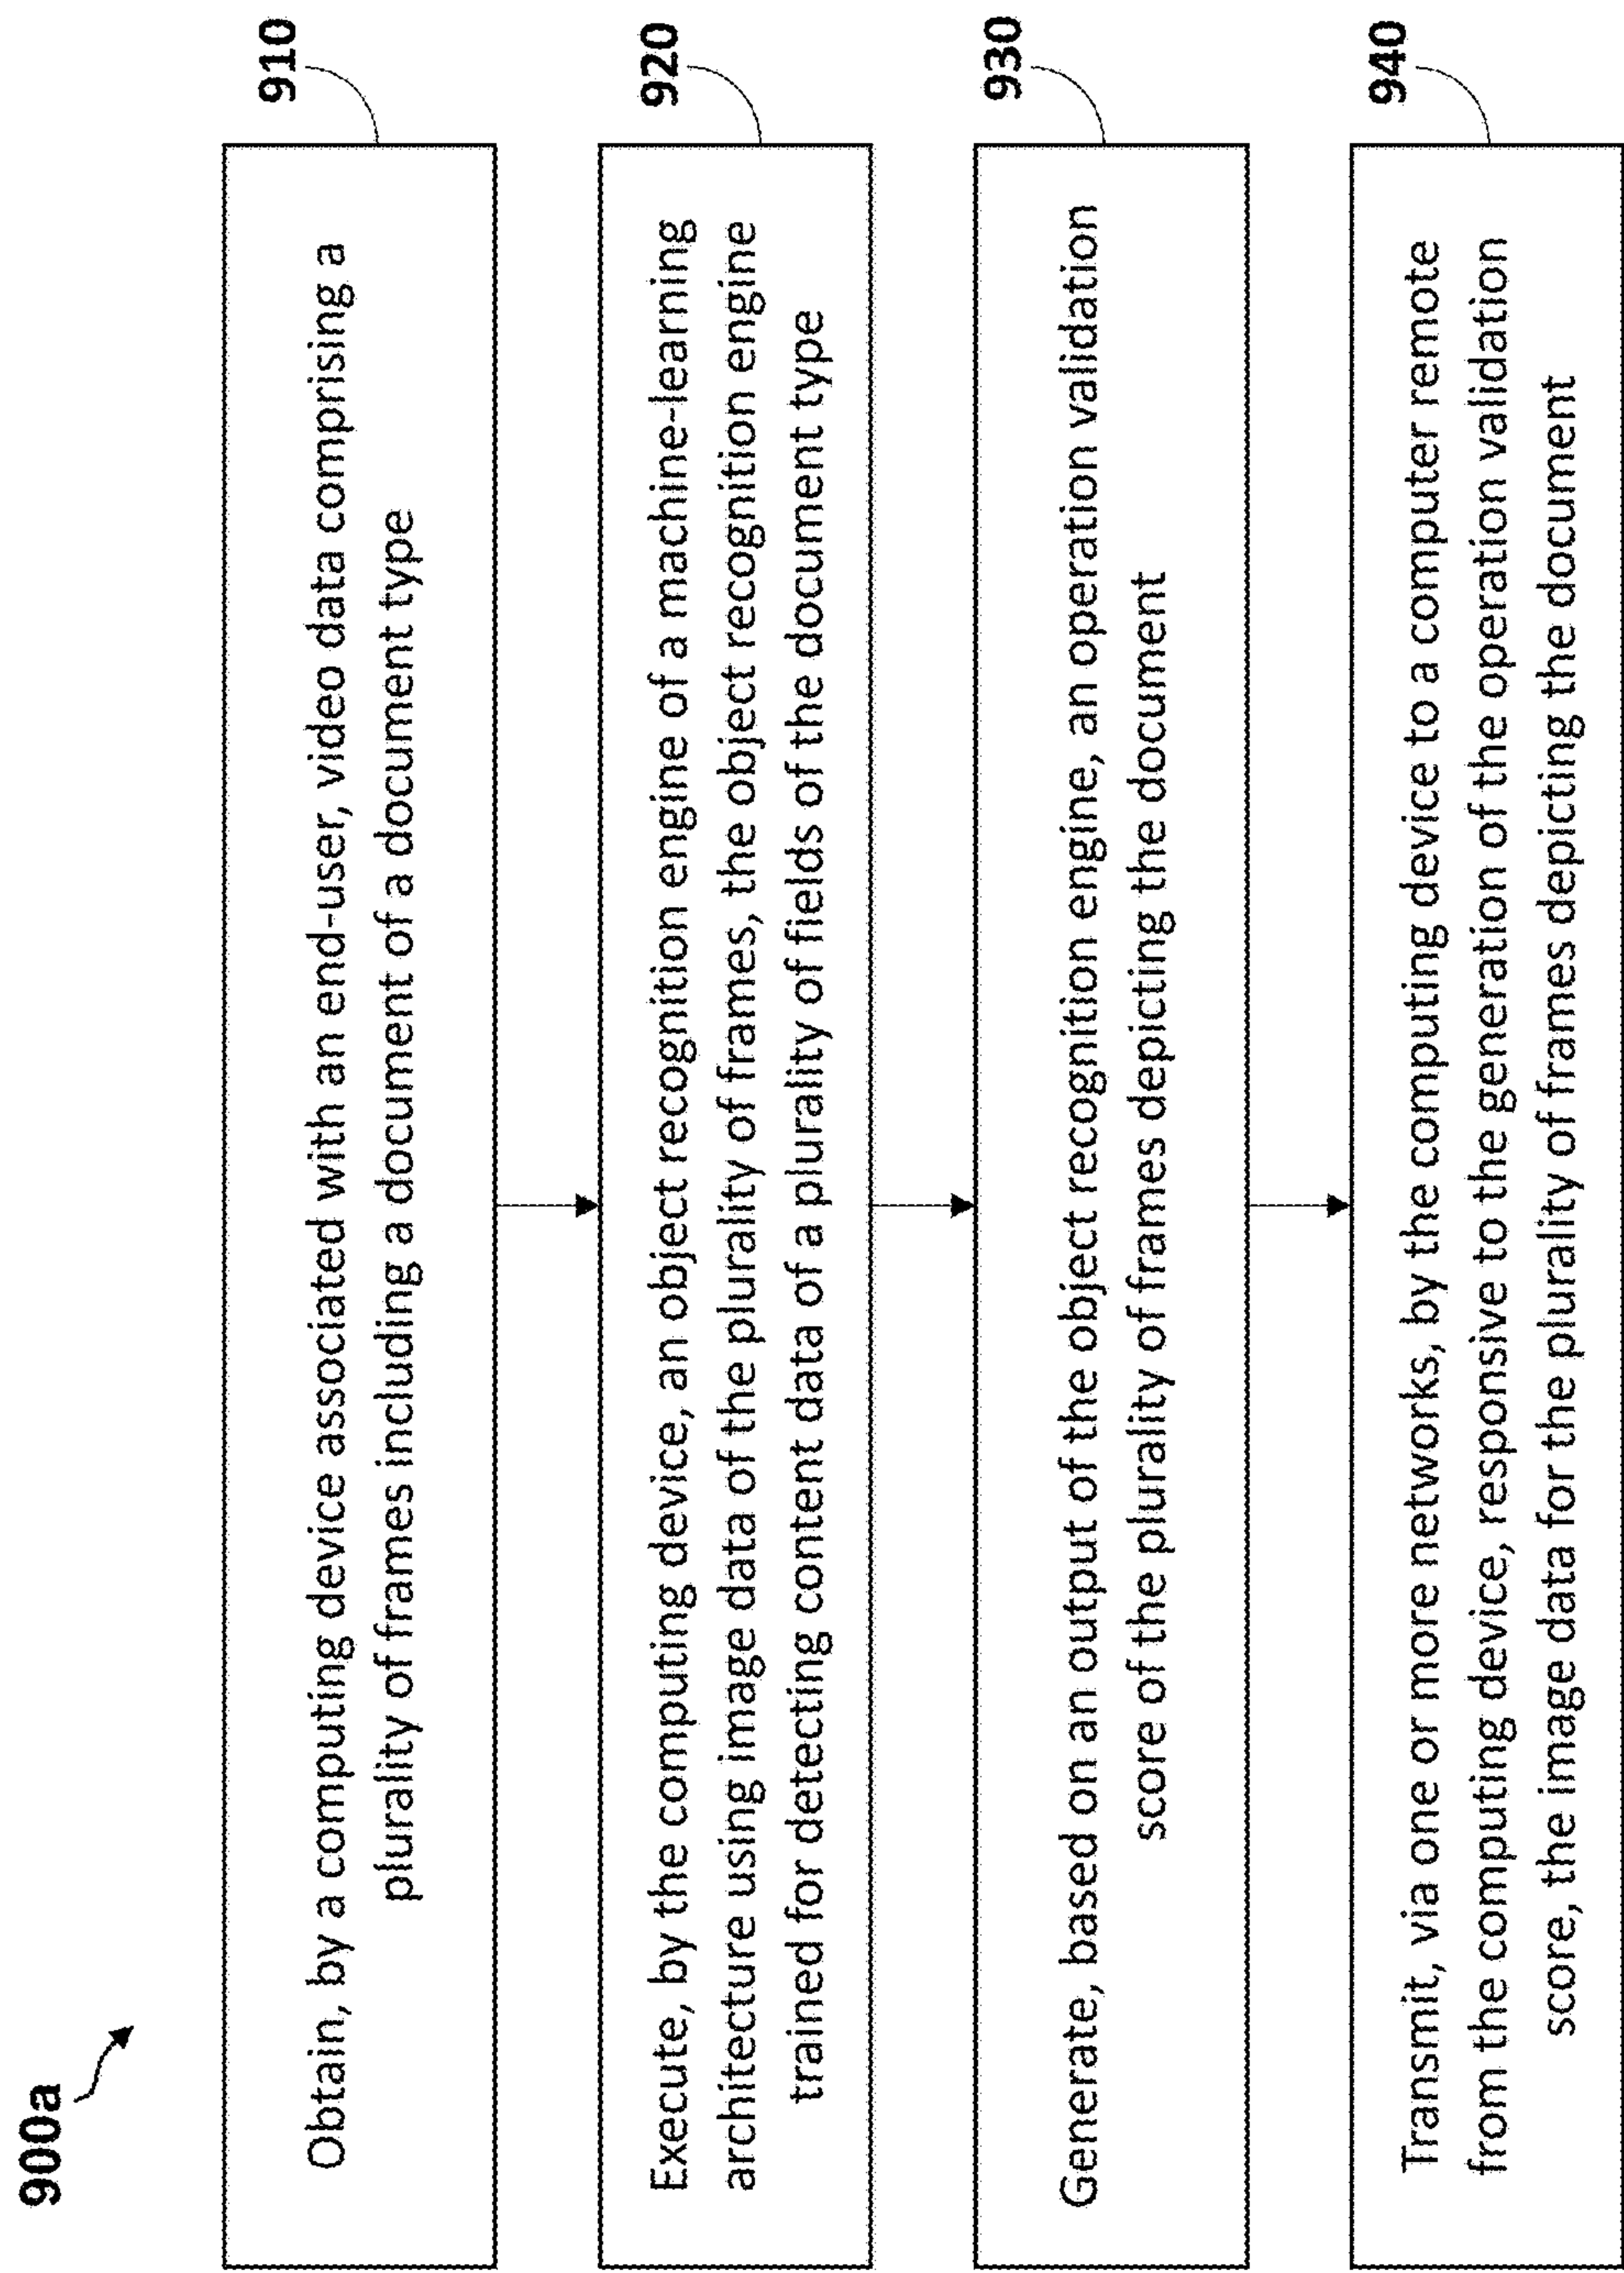 900a
910
Obtain, by a computing device associated with an end-user, video data comprising a
plurality of frames including a document of a document type
920
Execute, by the computing device, an object recognition engine of a machine-learning
architecture using image data of the plurality of frames, the object recognition engine
trained for detecting content data of a plurality of fields of the document type
930
Generate, based on an output of the object recognition engine, an operation validation
score of the plurality of frames depicting the document
940
Transmit, via one or more networks, by the computing device to a computer remote
from the computing device, responsive to the generation of the operation validation
score, the image data for the plurality of frames depicting the document